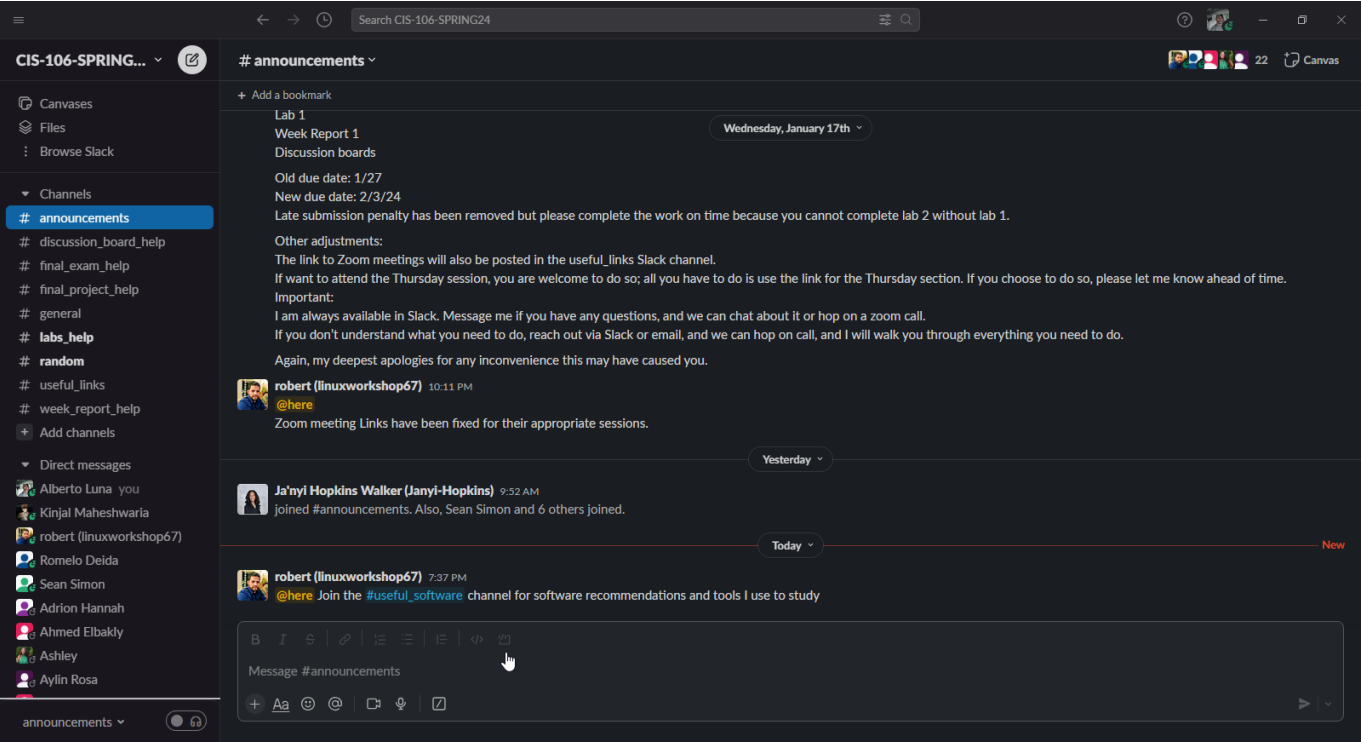 Search CIS-106-SPRING24
CIS-106-SPRING...
Canvases
Files
Browse Slack
Channels
# announcements
# discussion_board_help
# final_exam_help
# final_project_help
# general
# labs_help
# random
# useful_links
# week_report_help
+ Add channels
Direct messages
Alberto Luna you
Kinjal Maheshwaria
robert (linuxworkshop67)
Romelo Deida
Sean Simon
Adrion Hannah
Ahmed Elbakly
Ashley
Aylin Rosa
announcements
# announcements
22
Canvas
+ Add a bookmark
Lab 1
Wednesday, January 17th
Week Report 1
Discussion boards
Old due date: 1/27
New due date: 2/3/24
Late submission penalty has been removed but please complete the work on time because you cannot complete lab 2 without lab 1.
Other adjustments:
The link to Zoom meetings will also be posted in the useful_links Slack channel.
If want to attend the Thursday session, you are welcome to do so; all you have to do is use the link for the Thursday section. If you choose to do so, please let me know ahead of time.
Important:
I am always available in Slack. Message me if you have any questions, and we can chat about it or hop on a zoom call.
If you don't understand what you need to do, reach out via Slack or email, and we can hop on call, and I will walk you through everything you need to do.
Again, my deepest apologies for any inconvenience this may have caused you.
robert (linuxworkshop67) 10:11 PM
@here
Zoom meeting Links have been fixed for their appropriate sessions.
Yesterday
Ja'nyi Hopkins Walker (Janyi-Hopkins) 9:52 AM
joined #announcements. Also, Sean Simon and 6 others joined.
Today
New
robert (linuxworkshop67) 7:37 PM
@here Join the #useful_software channel for software recommendations and tools I use to study
B I S
Message #announcements
+ Aa @